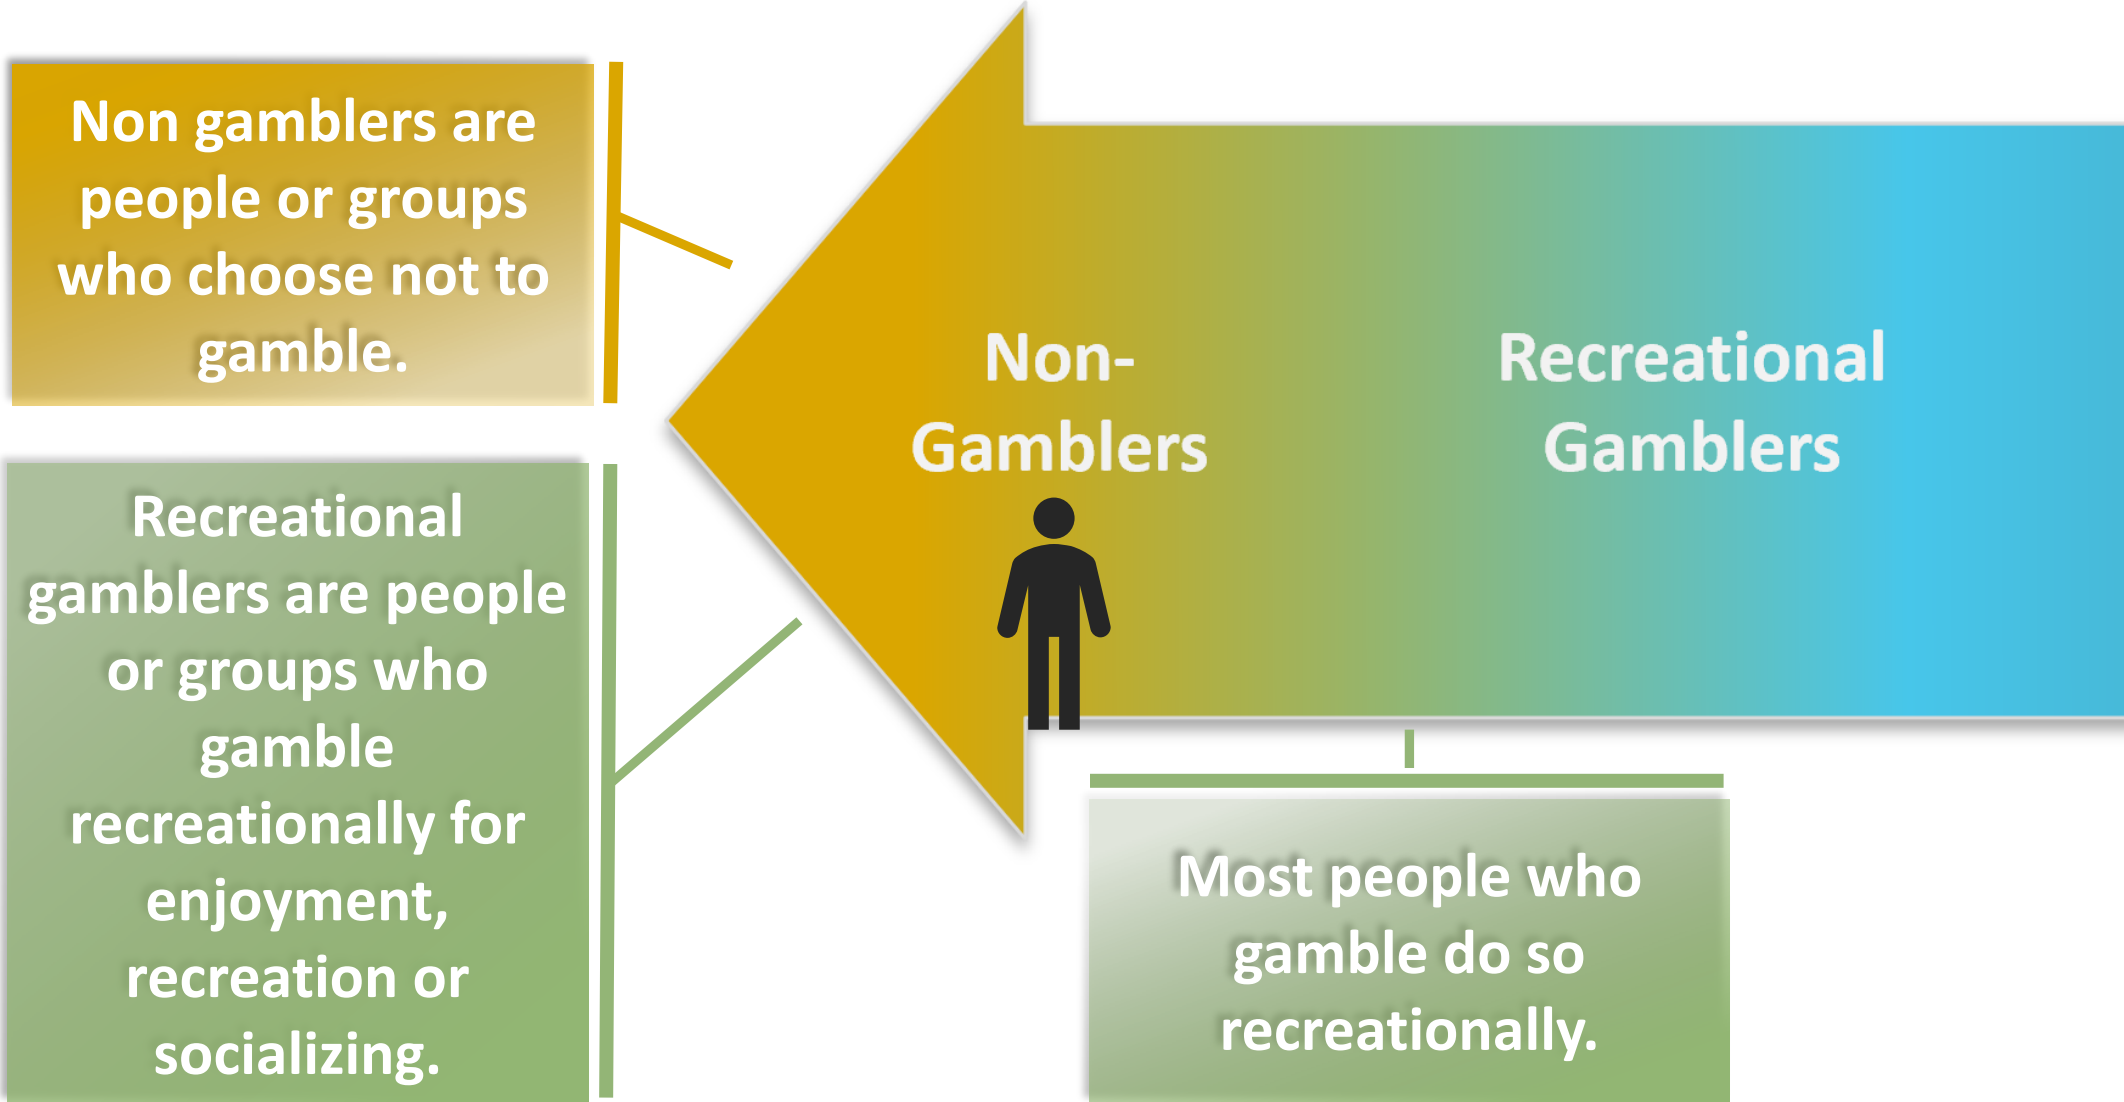 Non gamblers are
people or groups
who choose not to
gamble.
Recreational
gamblers are people
or groups who
gamble
recreationally for
enjoyment,
recreation or
socializing.
Non-
Gamblers
Recreational
Gamblers
Most people who
gamble do so
recreationally.